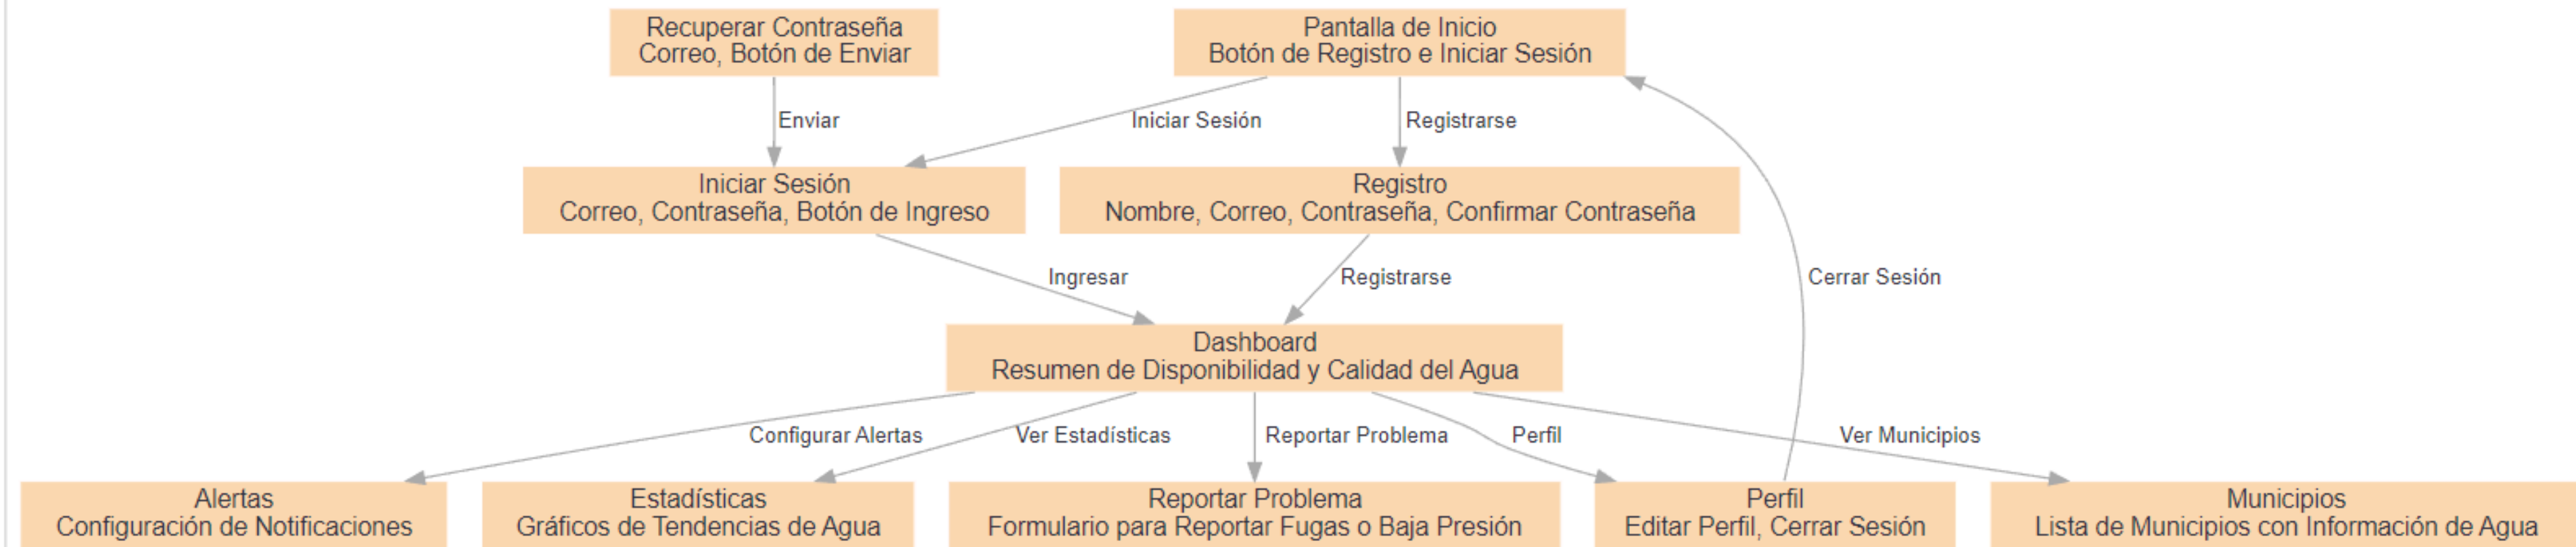 Recuperar Contraseña
Correo, Botón de Enviar
Pantalla de Inicio
Botón de Registro e Iniciar Sesión
Enviar
Iniciar Sesión
Registrarse
Iniciar Sesión
Correo, Contraseña, Botón de Ingreso
Registro
Nombre, Correo, Contraseña, Confirmar Contraseña
Ingresar
Registrarse
Cerrar Sesión
Dashboard
Resumen de Disponibilidad y Calidad del Agua
Configurar Alertas
Ver Estadísticas
Reportar Problema
Perfil
Ver Municipios
Alertas
Configuración de Notificaciones
Estadísticas
Gráficos de Tendencias de Agua
Reportar Problema
Formulario para Reportar Fugas o Baja Presión
Perfil
Editar Perfil, Cerrar Sesión
Municipios
Lista de Municipios con Información de Agua